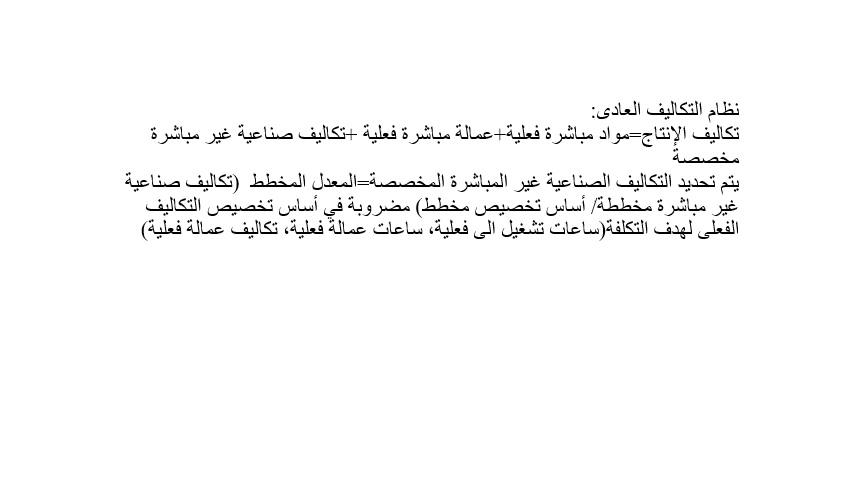 نظام التكاليف العادى:
تكاليف الإنتاج=مواد مباشرة فعلية+عمالة مباشرة فعلية +تكاليف صناعية غير مباشرة
مخصصة
يتم تحديد التكاليف الصناعية غير المباشرة المخصصة=المعدل المخطط (تكاليف صناعية
غير مباشرة مخططة/ أساس تخصيص مخطط) مضروبة في أساس تخصيص التكاليف
الفعلى لهدف التكلفة(ساعات تشغيل الى فعلية، ساعات عمالة فعلية، تكاليف عمالة فعلية)